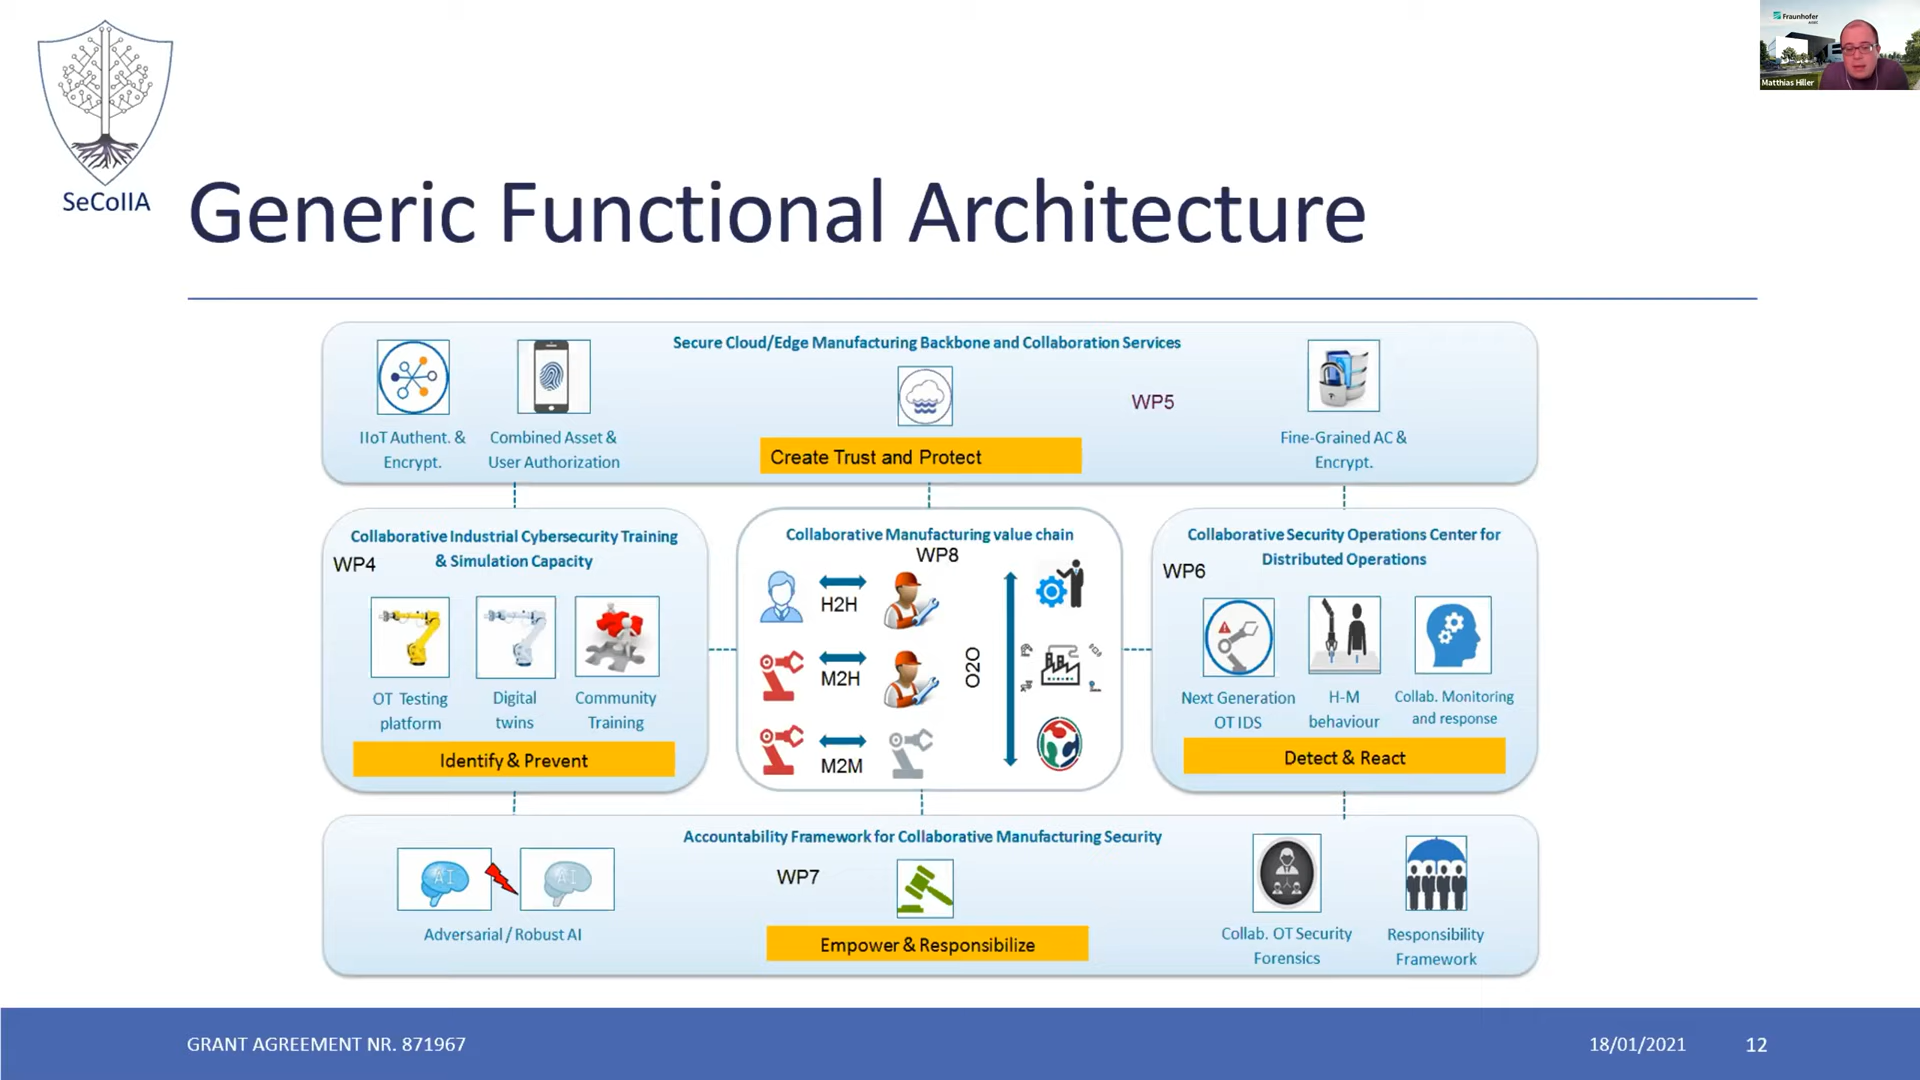 Fraunhofer
Matthias Hiller
SeCollA
Generic Functional Architecture
Secure Cloud/Edge Manufacturing Backbone and Collaboration Services
WP5
IIoT Authent. &
Encrypt.
Combined Asset &
User Authorization
Create Trust and Protect
Fine-Grained AC &
Encrypt.
Collaborative Industrial Cybersecurity Training
& Simulation Capacity
WP4
OT Testing
platform
Digital
twins
Community
Training
Identify & Prevent
Collaborative Manufacturing value chain
WP8
H2H
M2H
M2M
O2O
Collaborative Security Operations Center for
Distributed Operations
WP6
Next Generation
OT IDS
H-M
behaviour
Collab. Monitoring
and response
Detect & React
Accountability Framework for Collaborative Manufacturing Security
WP7
AI
AI
Adversarial / Robust AI
Empower & Responsibilize
Collab. OT Security
Forensics
Responsibility
Framework
GRANT AGREEMENT NR. 871967
18/01/2021
12